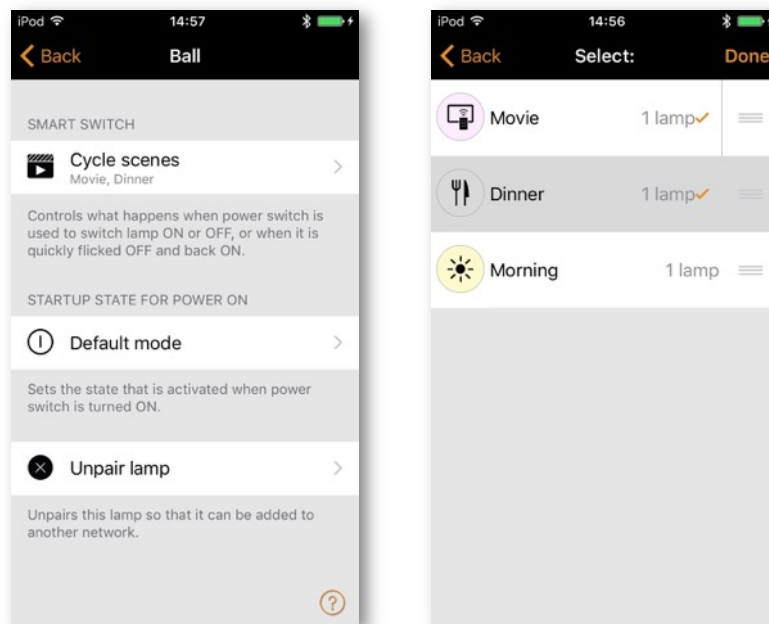 iPod 14:57
Back Ball
SMART SWITCH
Cycle scenes
Movie, Dinner
Controls what happens when power switch is
used to switch lamp ON or OFF, or when it is
quickly flicked OFF and back ON.
STARTUP STATE FOR POWER ON
Default mode
Sets the state that is activated when power
switch is turned ON.
Unpair lamp
Unpairs this lamp so that it can be added to
another network.
?
iPod 14:56
Back Select: Done
Movie 1 lamp
Dinner 1 lamp
Morning 1 lamp